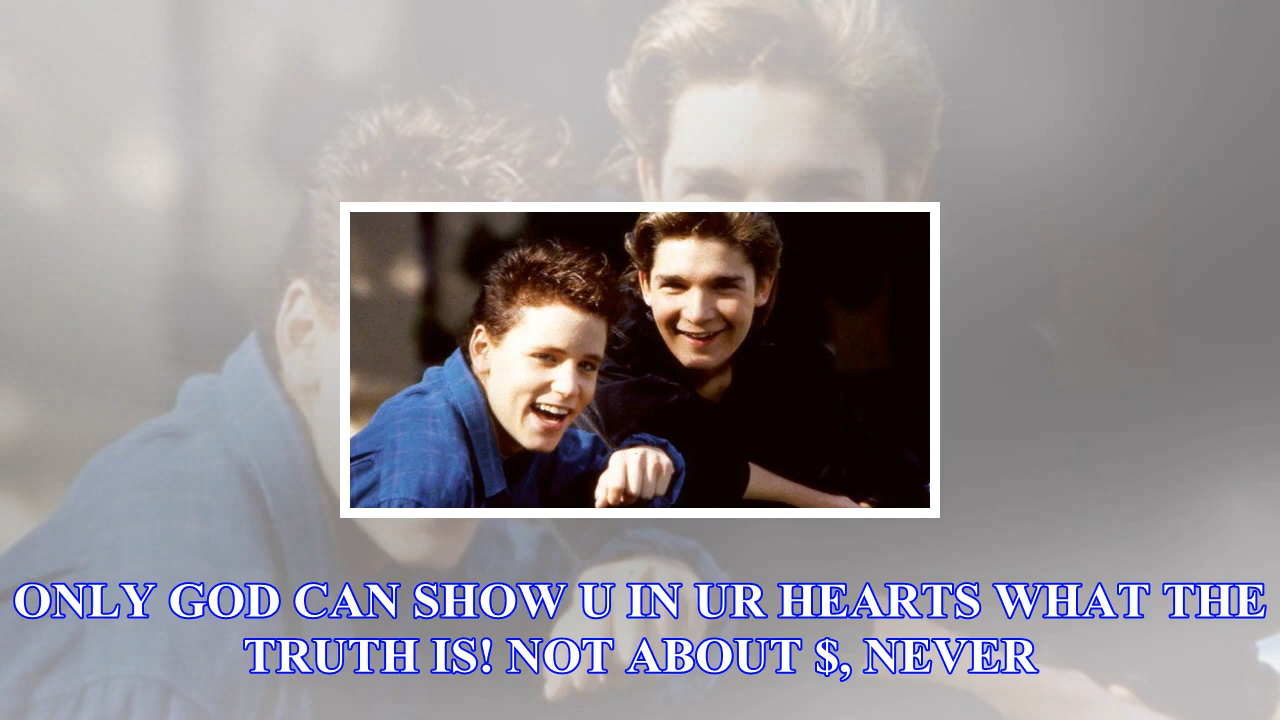 ONLY GOD CAN SHOW U IN UR HEARTS WHAT THE
TRUTH IS! NOT ABOUT $, NEVER